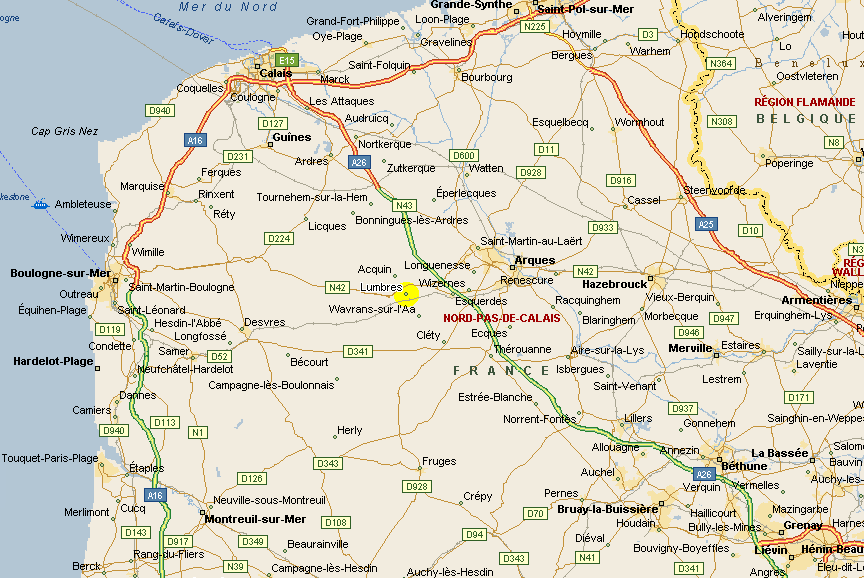 Mer du Nord
Grande-Synthe
Saint-Pol-sur-Mer
Alveringem
Grand-Fort-Philippe
Loon-Plage
N225
Hoymille
D3
Hondschoote
Lo
Oye-Plage
Gravelines
Bergues
Warhem
N364
Benelux
Calais-Dover
E15
Calais
Saint-Folquin
Marck
Bourbourg
Oostvleteren
Coquelles
Coulogne
Les Attaques
RÉGION FLAMANDE
BELGIQUE
D940
D127
Audruicq
Esquelbecq
Wormhout
N308
Cap Gris Nez
A16
Guînes
Nortkerque
N8
D231
Ardres
A26
Zutkerque
D600
D11
Watten
D928
D916
Poperinge
Ferques
Marquise
Rinxent
Tournehem-sur-la-Hem
Éperlecques
Steenvoorde
Cassel
Ambleteuse
Réty
N43
Bonningues-lès-Ardres
Licques
D933
A25
D10
Wimereux
D224
Wimille
Saint-Martin-au-Laërt
Arques
Boulogne-sur-Mer
Acquin
Longuenesse
N42
Renescure
Hazebrouck
Outreau
Saint-Martin-Boulogne
N42
Lumbres
Wizernes
Nieppe
Armentières
Équihen-Plage
Saint-Léonard
Wavrans-sur-l'Aa
Esquerdes
Racquinghem
Vieux-Berquin
Erquinghem-Lys
D119
Hesdin-l'Abbé
Desvres
NORD-PAS-DE-CALAIS
Blaringhem
Morbecque
D947
Longfossé
Cléty
Ecques
D946
Condette
Samer
D52
D341
Thérouanne
Aire-sur-la-Lys
Merville
Estaires
Hardelot-Plage
Neufchâtel-Hardelot
Bécourt
FRANCE
Isbergues
Laventie
Campagne-lès-Boulonnais
Saint-Venant
Lestrem
Dannes
Estrée-Blanche
D171
Camiers
D113
Norrent-Fontès
Lillers
D937
Gonnehem
D940
N1
Herly
Allouagne
Annezin
La Bassée
Touquet-Paris-Plage
Étaples
D343
Fruges
A26
Béthune
Bauvin
D126
D928
Auchel
Verquin
Vermelles
A16
Neuville-sous-Montreuil
Crépy
Pernes
Bruay-la-Buissière
Merlimont
Cucq
Montreuil-sur-Mer
D70
Haillicourt
Mazingarbe
Houdain
Bully-les-Mines
Grenay
D108
D143
D917
D349
Beaurainville
N94
Diéval
Bouvigny-Boyeffles
Liévin
Rang-du-Fliers
D343
N41
Berck
N39
Campagne-lès-Hesdin
Auchy-lès-Hesdin
D341